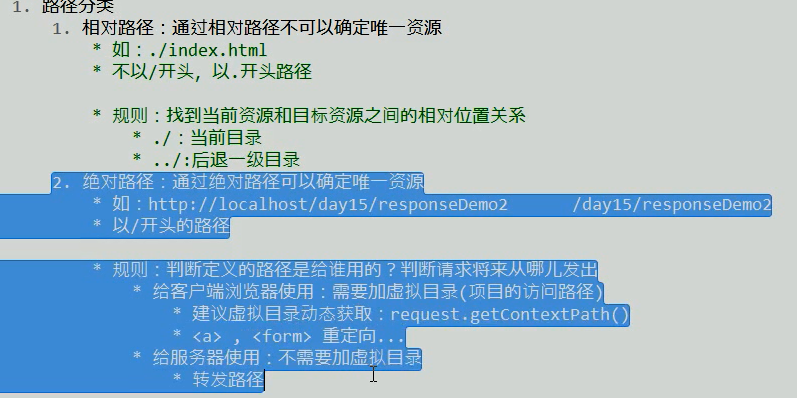 1. 路径分类
1. 相对路径：通过相对路径不可以确定唯一资源
* 如：./index.html
* 不以/开头，以.开头路径
* 规则：找到当前资源和目标资源之间的相对位置关系
* ./：当前目录
* ../:后退一级目录
2. 绝对路径：通过绝对路径可以确定唯一资源
* 如：http://localhost/day15/responseDemo2 /day15/responseDemo2
* 以/开头的路径
* 规则：判断定义的路径是给谁用的？判断请求将来从哪儿发出
* 给客户端浏览器使用：需要加虚拟目录(项目的访问路径)
* 建议虚拟目录动态获取：request.getContextPath()
* <a> , <form> 重定向...
* 给服务器使用：不需要加虚拟目录
* 转发路径